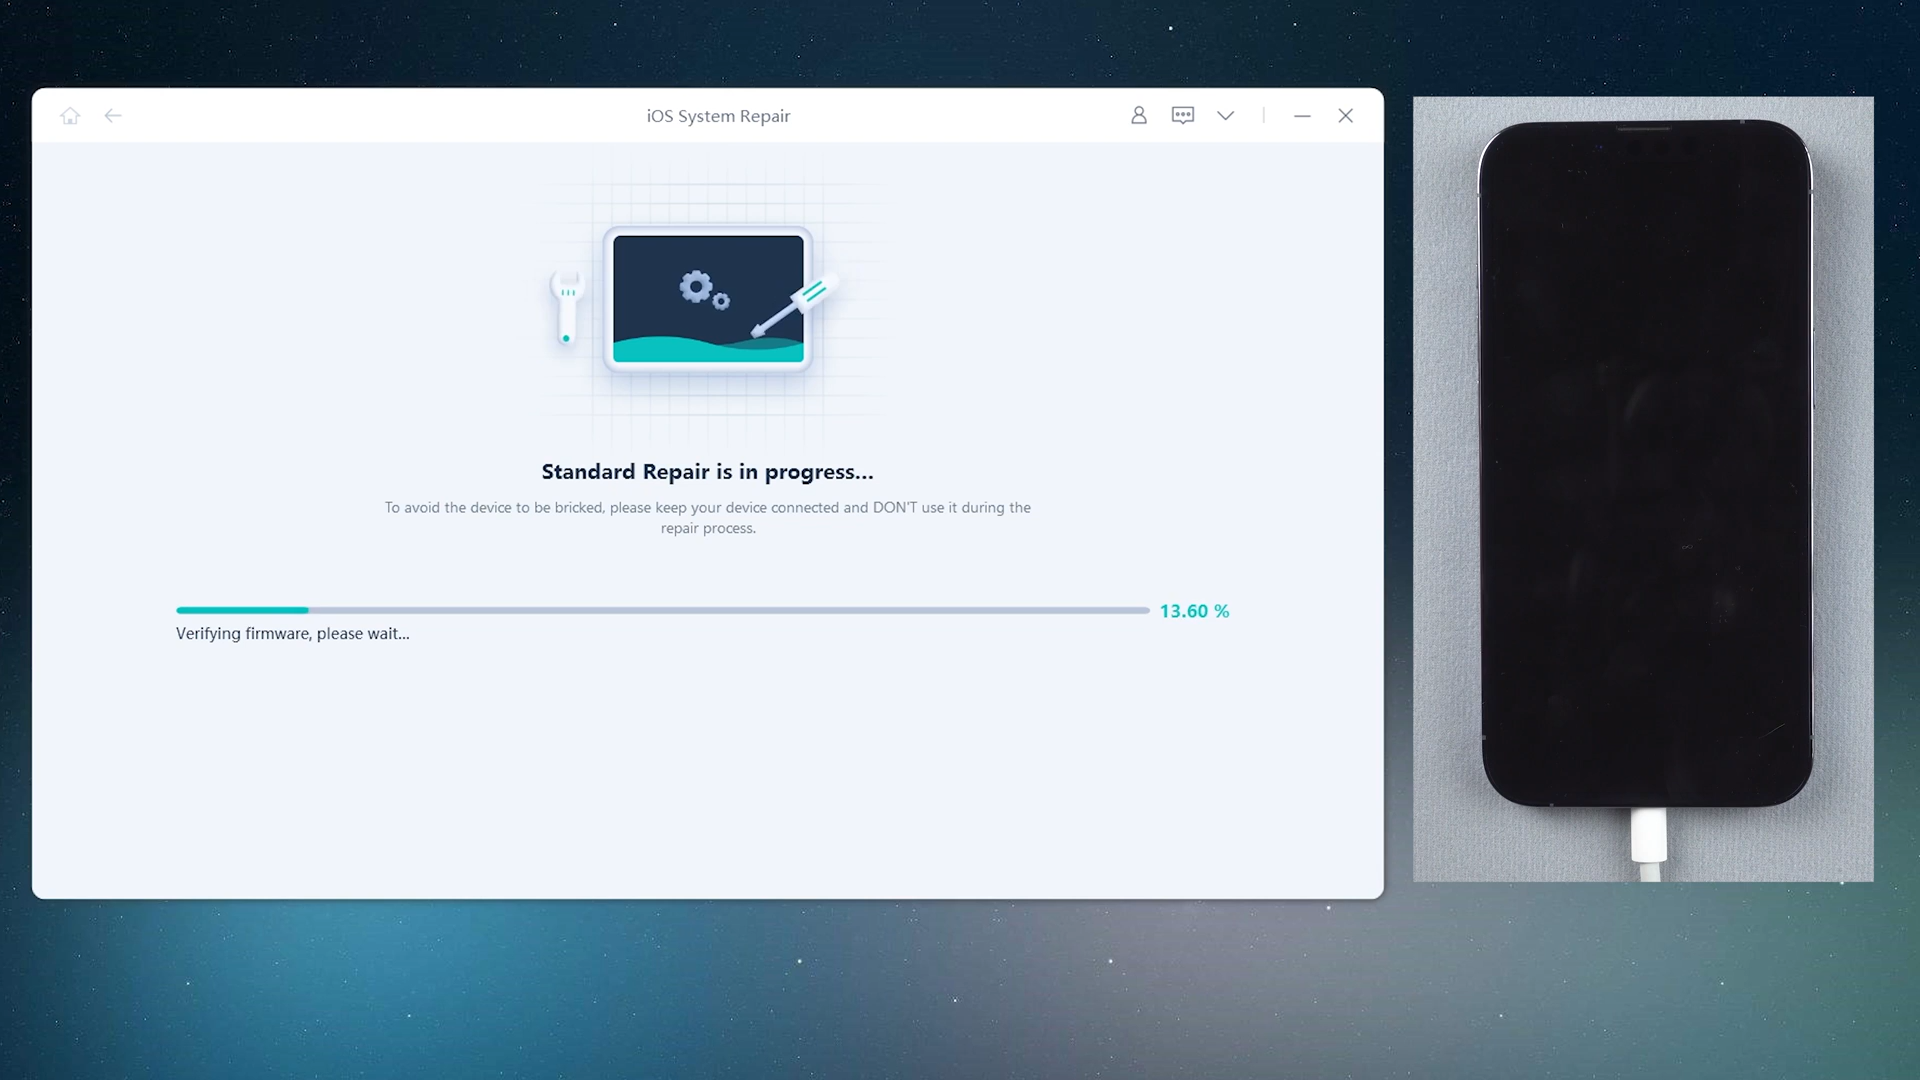 iOS System Repair
Standard Repair is in progress...
To avoid the device to be bricked, please keep your device connected and DON'T use it during the
repair process.
13.60 %
Verifying firmware, please wait...